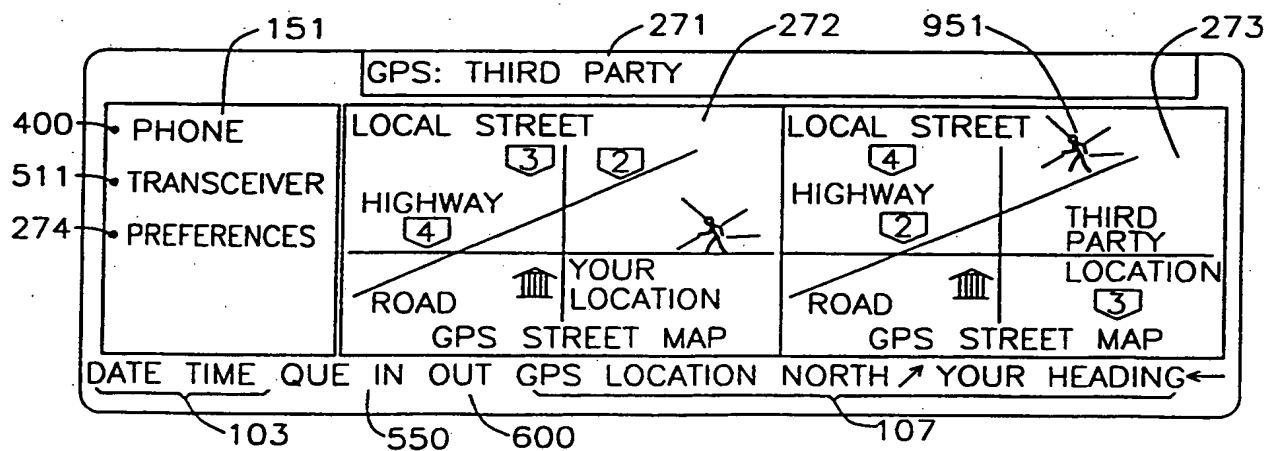 151 271 272 951 273
GPS: THIRD PARTY
400 PHONE
511 TRANSCEIVER
274 PREFERENCES
LOCAL STREET
3 2
HIGHWAY
4
YOUR
LOCATION
ROAD
GPS STREET MAP
LOCAL STREET
4
HIGHWAY
2
THIRD
PARTY
LOCATION
3
ROAD
GPS STREET MAP
DATE TIME QUE IN OUT GPS LOCATION NORTH ↗ YOUR HEADING ←
103 550 600 107